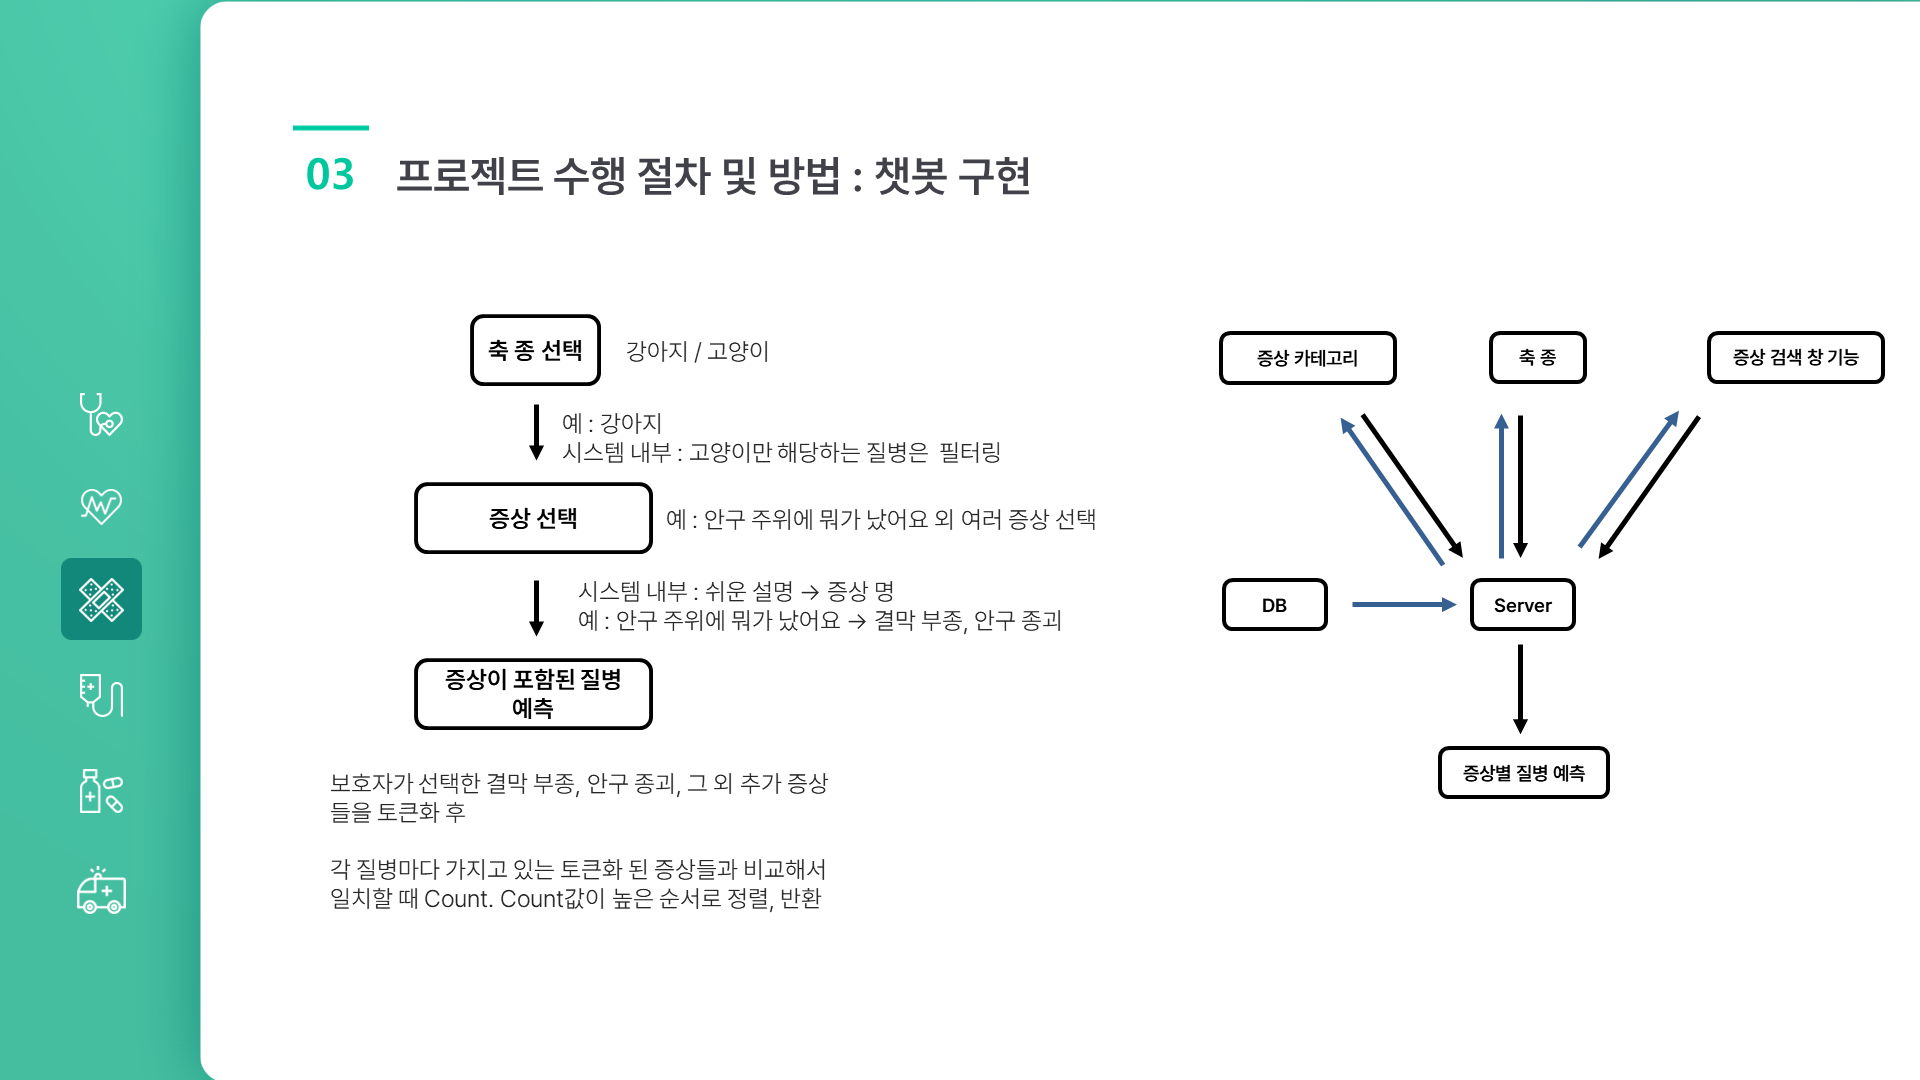 03 프로젝트 수행 절차 및 방법 : 챗봇 구현
축 종 선택
강아지 / 고양이
예 : 강아지
시스템 내부 : 고양이만 해당하는 질병은 필터링
증상 선택
예 : 안구 주위에 뭐가 났어요 외 여러 증상 선택
시스템 내부 : 쉬운 설명 → 증상 명
예 : 안구 주위에 뭐가 났어요 → 결막 부종, 안구 종괴
증상이 포함된 질병
예측
보호자가 선택한 결막 부종, 안구 종괴, 그 외 추가 증상
들을 토큰화 후
각 질병마다 가지고 있는 토큰화 된 증상들과 비교해서
일치할 때 Count. Count값이 높은 순서로 정렬, 반환
증상 카테고리
축 종
증상 검색 창 기능
DB
Server
증상별 질병 예측